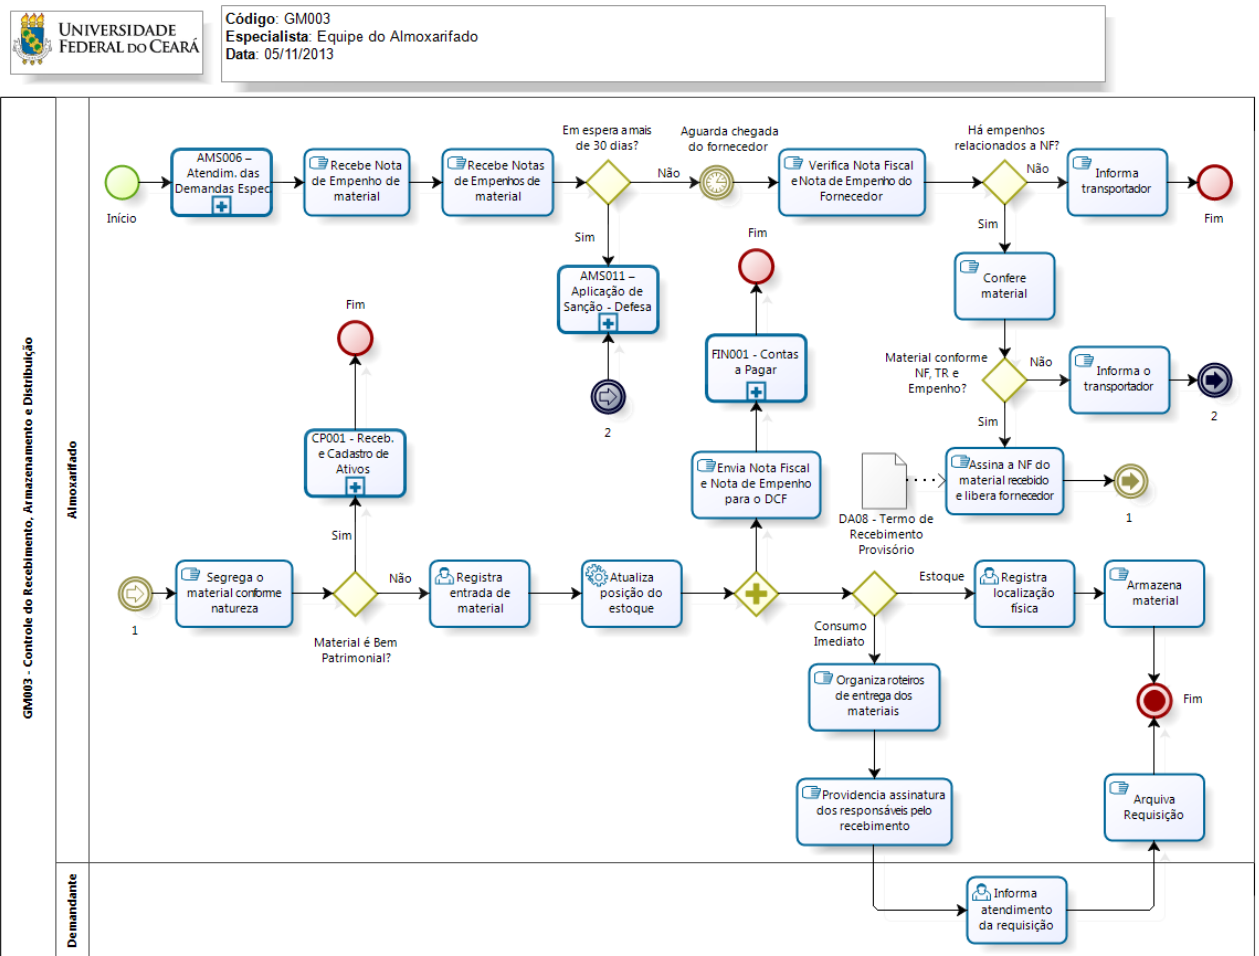 UNIVERSIDADE
FEDERAL DO CEARÁ
Código: GM003
Especialista: Equipe do Almoxarifado
Data: 05/11/2013
GM003 - Controle do Recebimento, Armazenamento e Distribuição
Almoxarifado
Início
AMS006 –
Atendim. das
Demandas Espec
Recebe Nota
de Empenho de
material
Recebe Notas
de Empenhos de
material
Em espera a mais
de 30 dias?
Não
Sim
Aguarda chegada
do fornecedor
Verifica Nota Fiscal
e Nota de Empenho do
Fornecedor
Há empenhos
relacionados a NF?
Não
Sim
Informa
transportador
Fim
AMS011 –
Aplicação de
Sanção - Defesa
2
Fim
FIN001 - Contas
a Pagar
Confere
material
Material conforme
NF, TR e
Empenho?
Não
Sim
Informa o
transportador
2
Fim
CP001 - Receb.
e Cadastro de
Ativos
Sim
Envia Nota Fiscal
e Nota de Empenho
para o DCF
DA08 - Termo de
Recebimento
Provisório
Assina a NF do
material recebido
e libera fornecedor
1
1
Segrega o
material conforme
natureza
Material é Bem
Patrimonial?
Não
Registra
entrada de
material
Atualiza
posição do
estoque
Estoque
Consumo
Imediato
Registra
localização
física
Armazena
material
Fim
Organiza roteiros
de entrega dos
materiais
Providencia assinatura
dos responsáveis pelo
recebimento
Arquiva
Requisição
Demandante
Informa
atendimento
da requisição